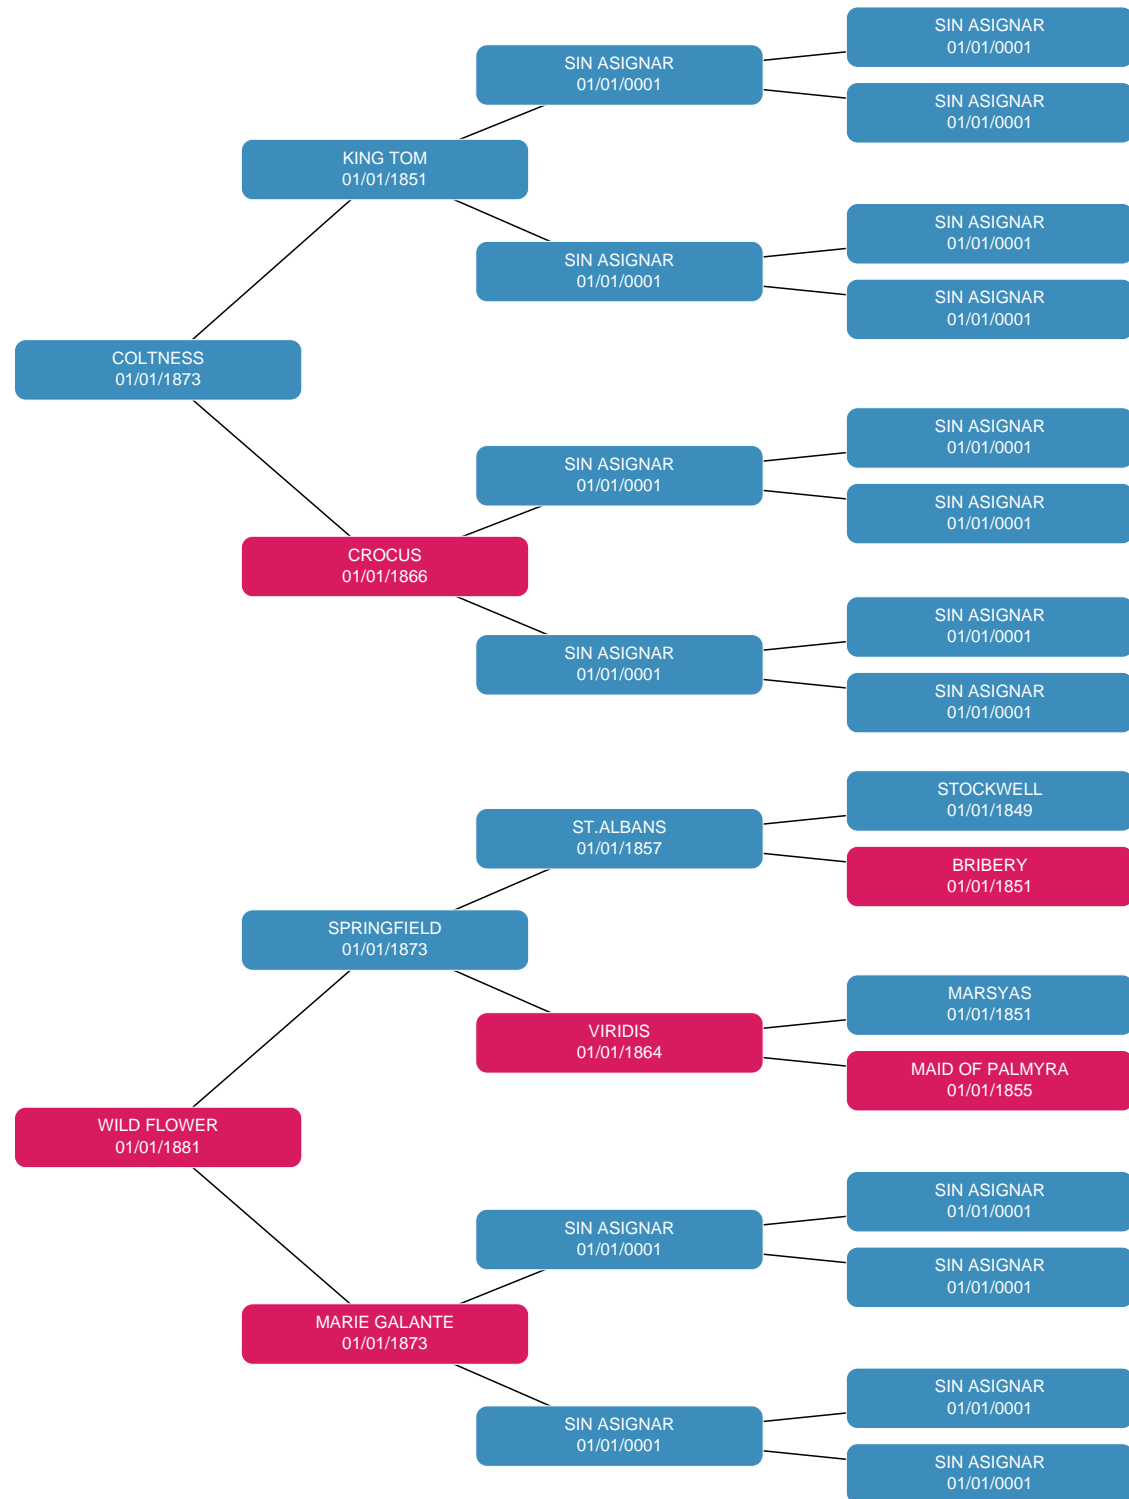 SIN ASIGNAR
01/01/0001
SIN ASIGNAR
01/01/0001
SIN ASIGNAR
01/01/0001
KING TOM
01/01/1851
SIN ASIGNAR
01/01/0001
SIN ASIGNAR
01/01/0001
SIN ASIGNAR
01/01/0001
COLTNESS
01/01/1873
SIN ASIGNAR
01/01/0001
SIN ASIGNAR
01/01/0001
SIN ASIGNAR
01/01/0001
CROCUS
01/01/1866
SIN ASIGNAR
01/01/0001
SIN ASIGNAR
01/01/0001
SIN ASIGNAR
01/01/0001
STOCKWELL
01/01/1849
ST.ALBANS
01/01/1857
BRIBERY
01/01/1851
SPRINGFIELD
01/01/1873
MARSYAS
01/01/1851
VIRIDIS
01/01/1864
MAID OF PALMYRA
01/01/1855
WILD FLOWER
01/01/1881
SIN ASIGNAR
01/01/0001
SIN ASIGNAR
01/01/0001
SIN ASIGNAR
01/01/0001
MARIE GALANTE
01/01/1873
SIN ASIGNAR
01/01/0001
SIN ASIGNAR
01/01/0001
SIN ASIGNAR
01/01/0001